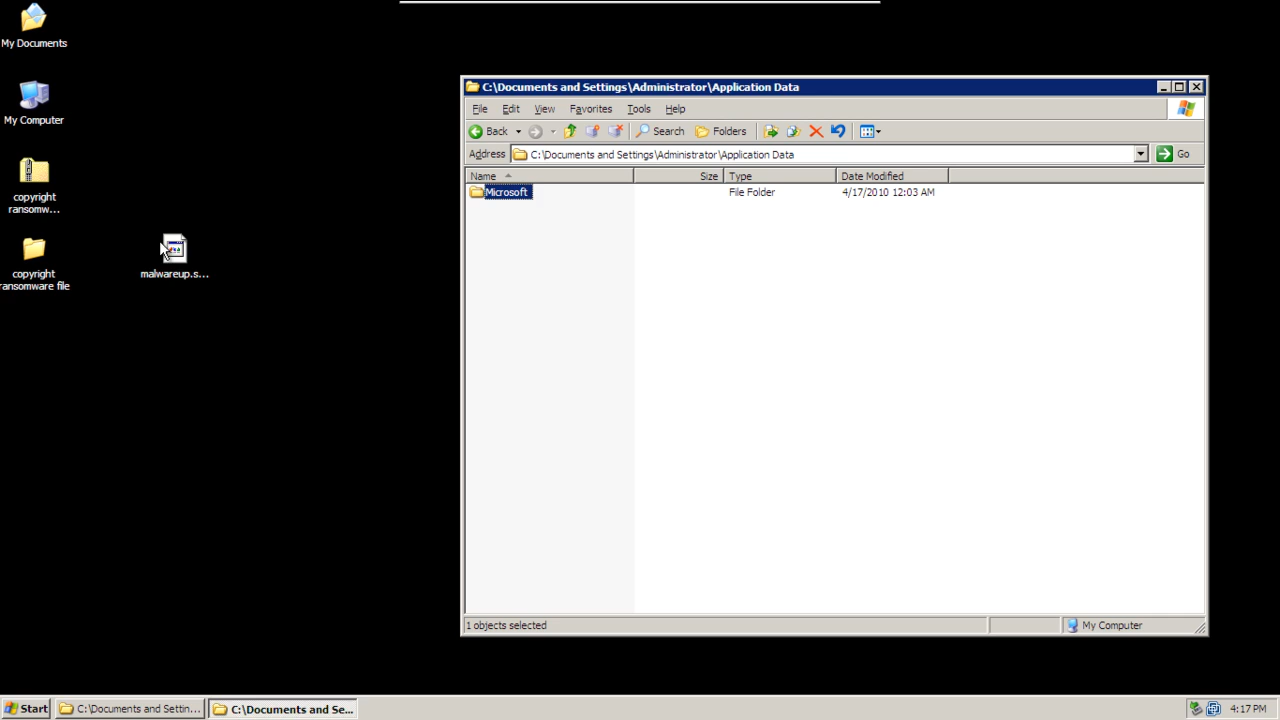 My Documents
My Computer
copyright
ransomw...
copyright
ransomware file
malwareup.s...
C:\Documents and Settings\Administrator\Application Data
File Edit View Favorites Tools Help
Back Search Folders
Address C:\Documents and Settings\Administrator\Application Data Go
Name Size Type Date Modified
Microsoft File Folder 4/17/2010 12:03 AM
1 objects selected My Computer
Start C:\Documents and Settin... C:\Documents and Se... 4:17 PM